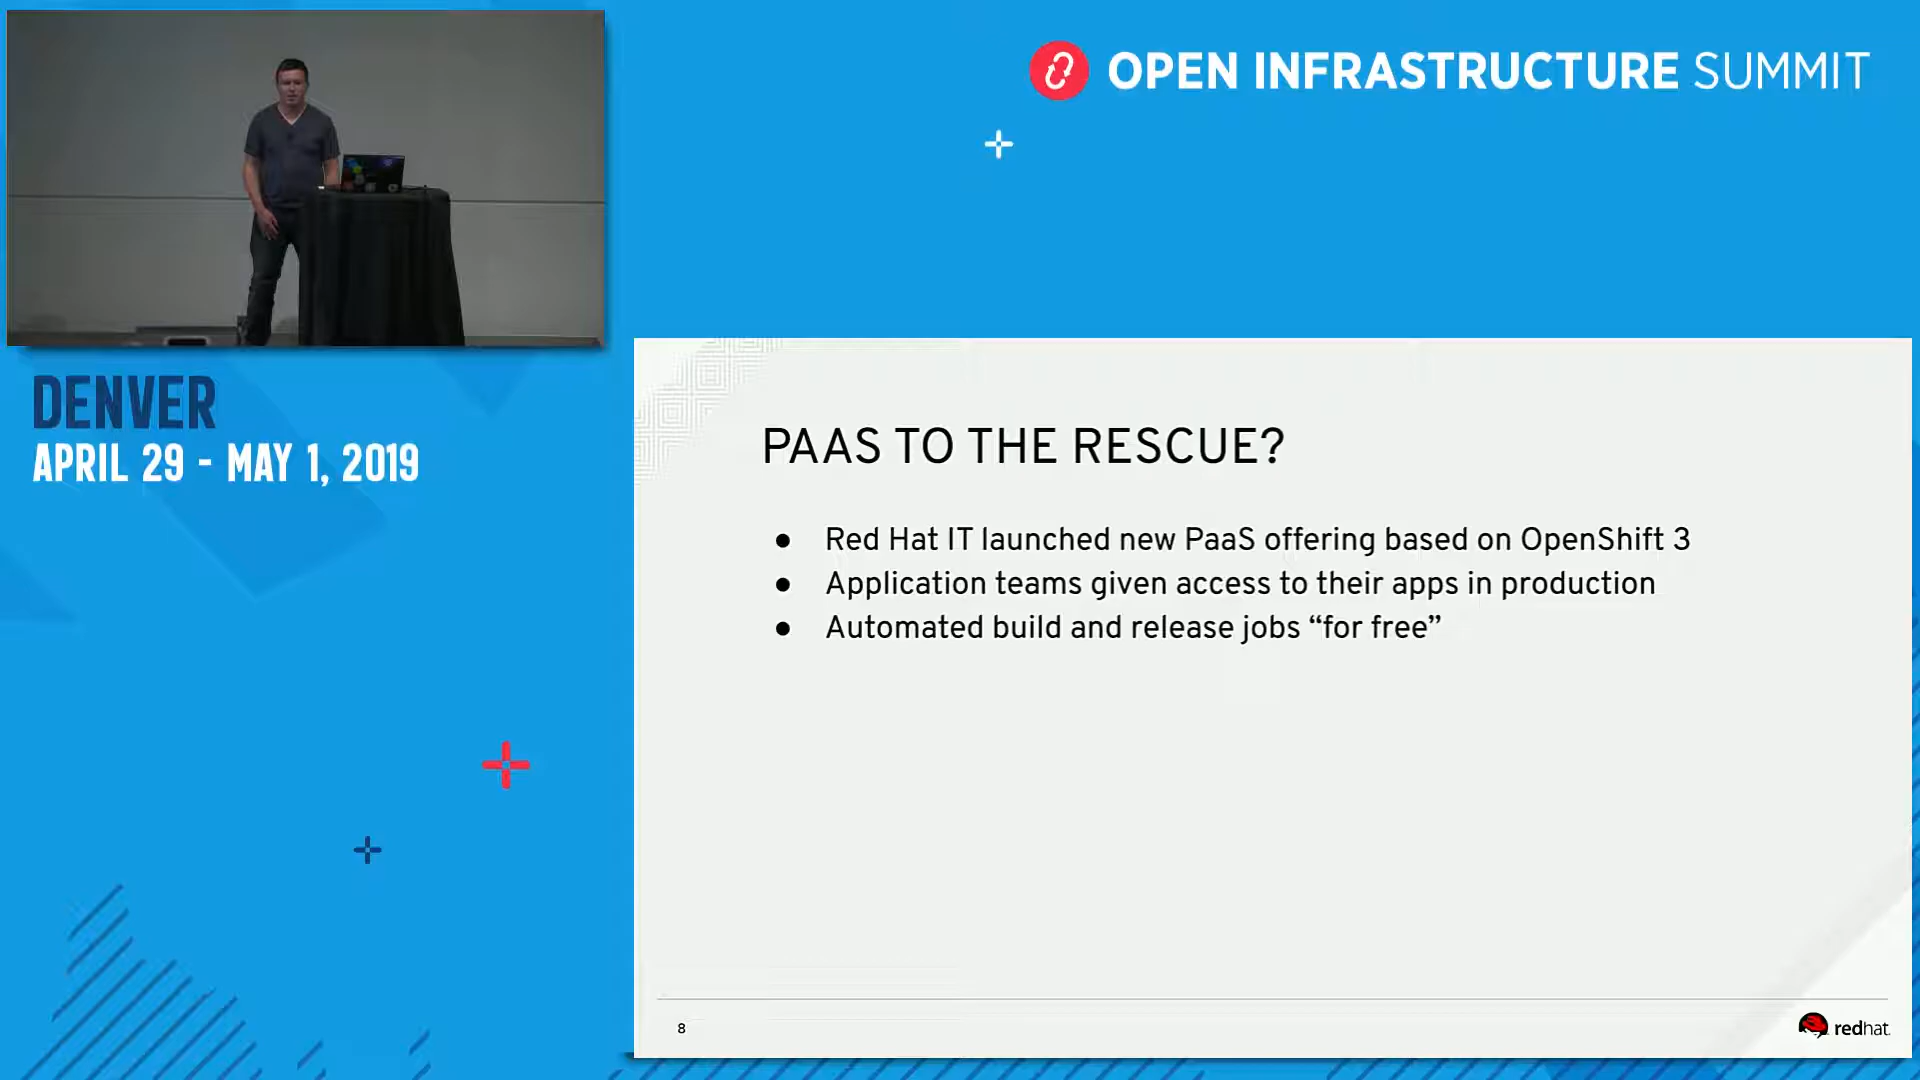 OPEN INFRASTRUCTURE SUMMIT
DENVER
APRIL 29 - MAY 1, 2019
PAAS TO THE RESCUE?
● Red Hat IT launched new PaaS offering based on OpenShift 3
● Application teams given access to their apps in production
● Automated build and release jobs “for free”
8
redhat.